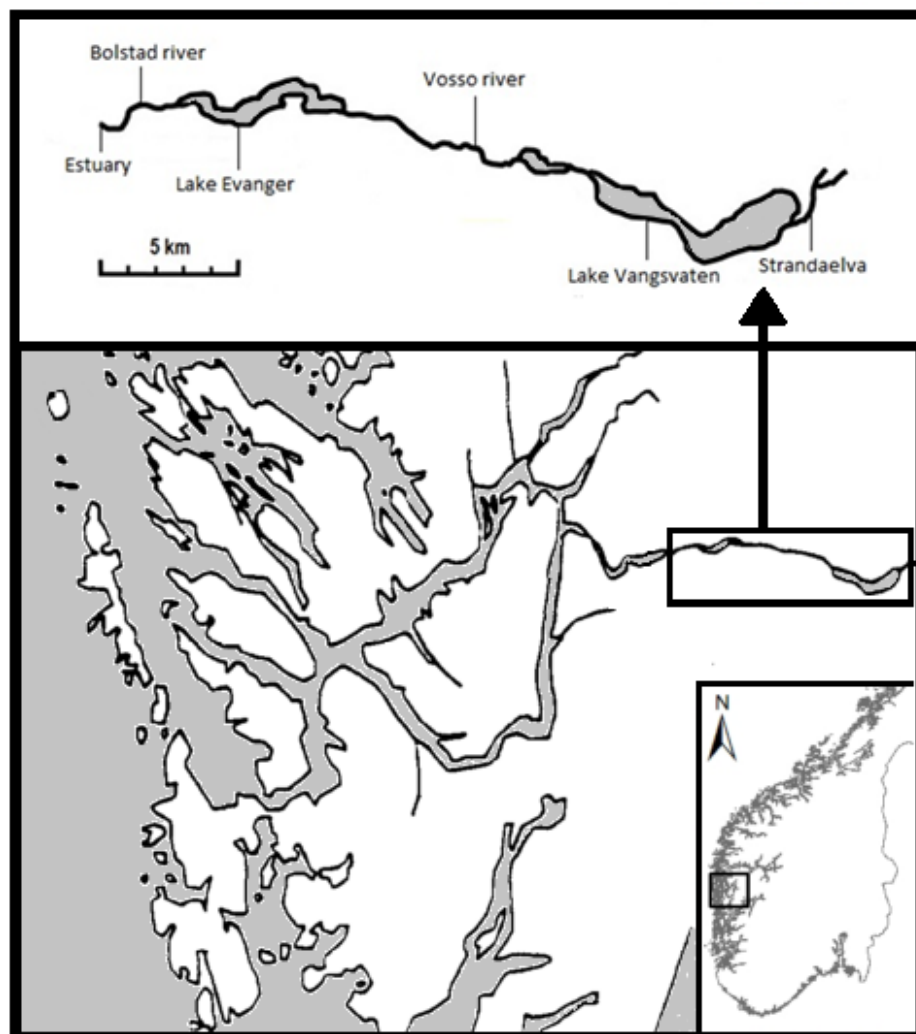 Bolstad river
Vosso river
Estuary
Lake Evanger
5 km
Lake Vangsvaten
Strandaelva
N